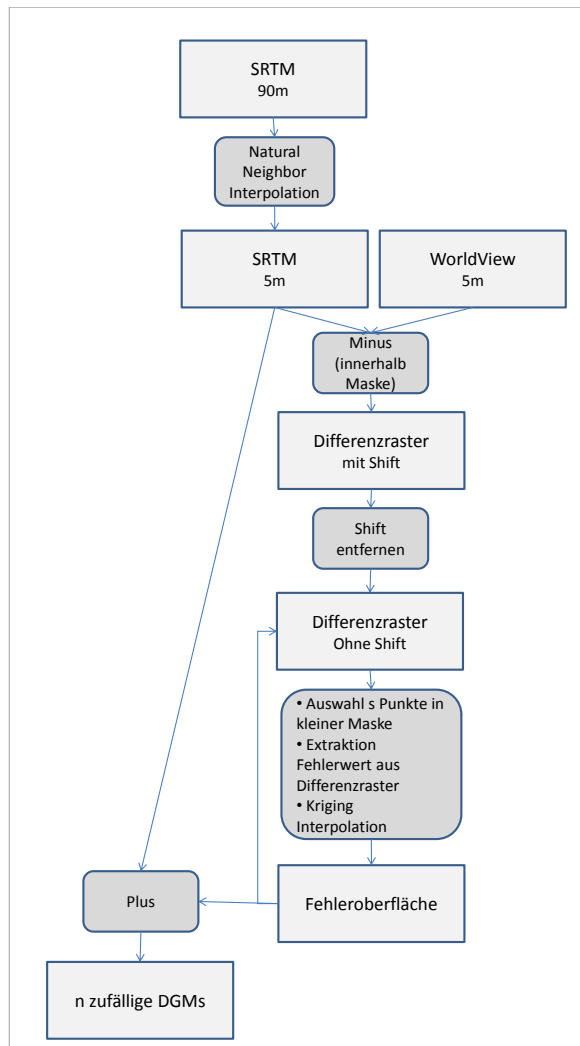 SRTM
90m
Natural
Neighbor
Interpolation
SRTM
5m
WorldView
5m
Minus
(innerhalb
Maske)
Differenzraster
mit Shift
Shift
entfernen
Differenzraster
Ohne Shift
• Auswahl s Punkte in
kleiner Maske
• Extraktion
Fehlerwert aus
Differenzraster
• Kriging
Interpolation
Plus
Fehleroberfläche
n zufällige DGMs